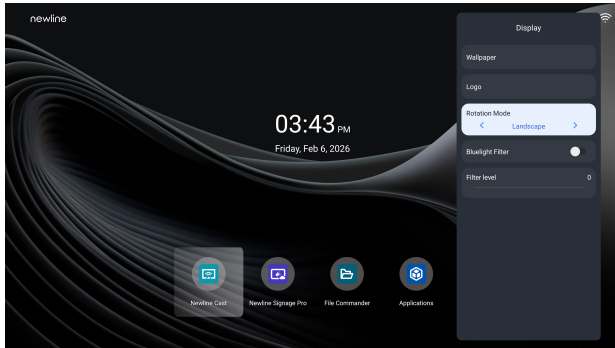 newline
03:43 PM
Friday, Feb 6, 2026
Newline Cast
Newline Signage Pro
File Commander
Applications
Display
Wallpaper
Logo
Rotation Mode
< Landscape >
Bluelight Filter
Filter level 0